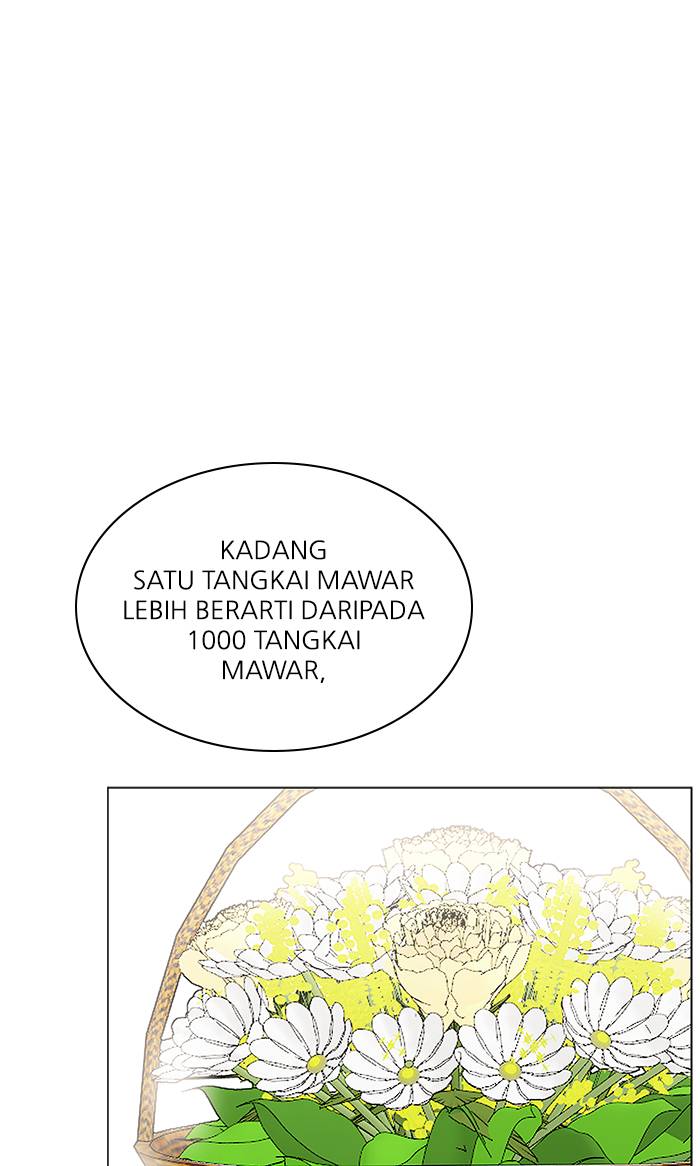 KADANG
SATU TANGKAI MAWAR
LEBIH BERARTI DARIPADA
1000 TANGKAI
MAWAR,